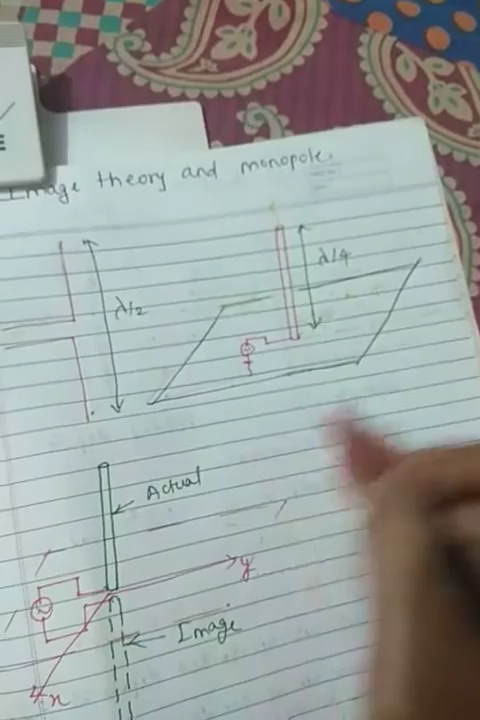 E
Image theory and monopole.
λ/2
λ/4
Actual
y
Image
x